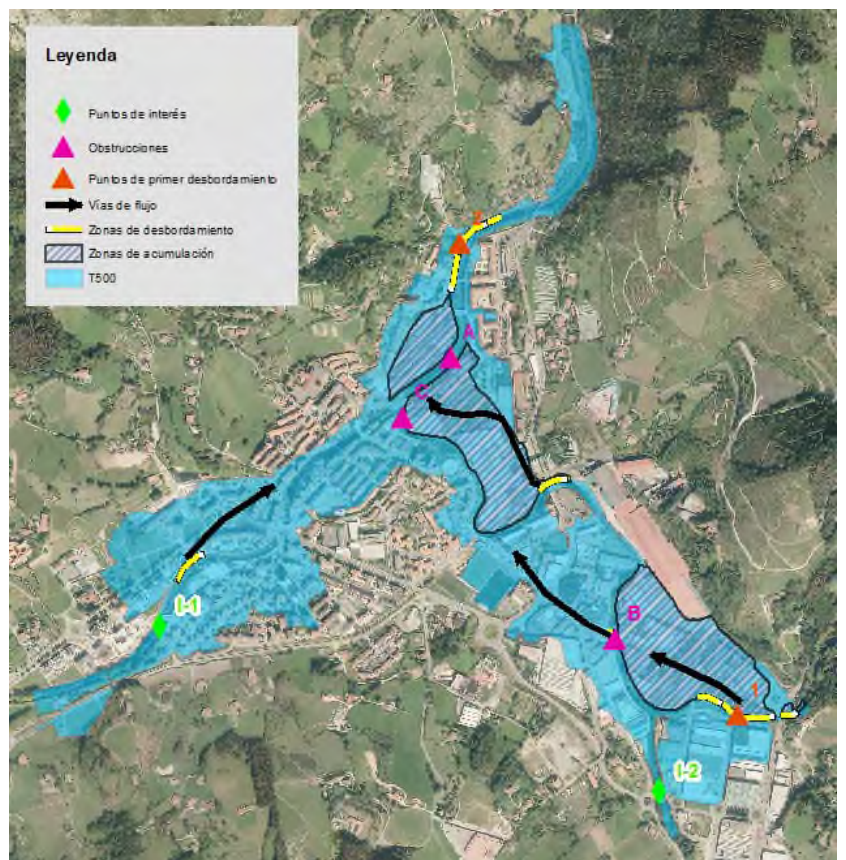 Leyenda
Puntos de interés
Obstrucciones
Puntos de primer desbordamiento
Vías de flujo
Zonas de desbordamiento
Zonas de acumulación
T500
2
A
C
I-1
B
1
I-2